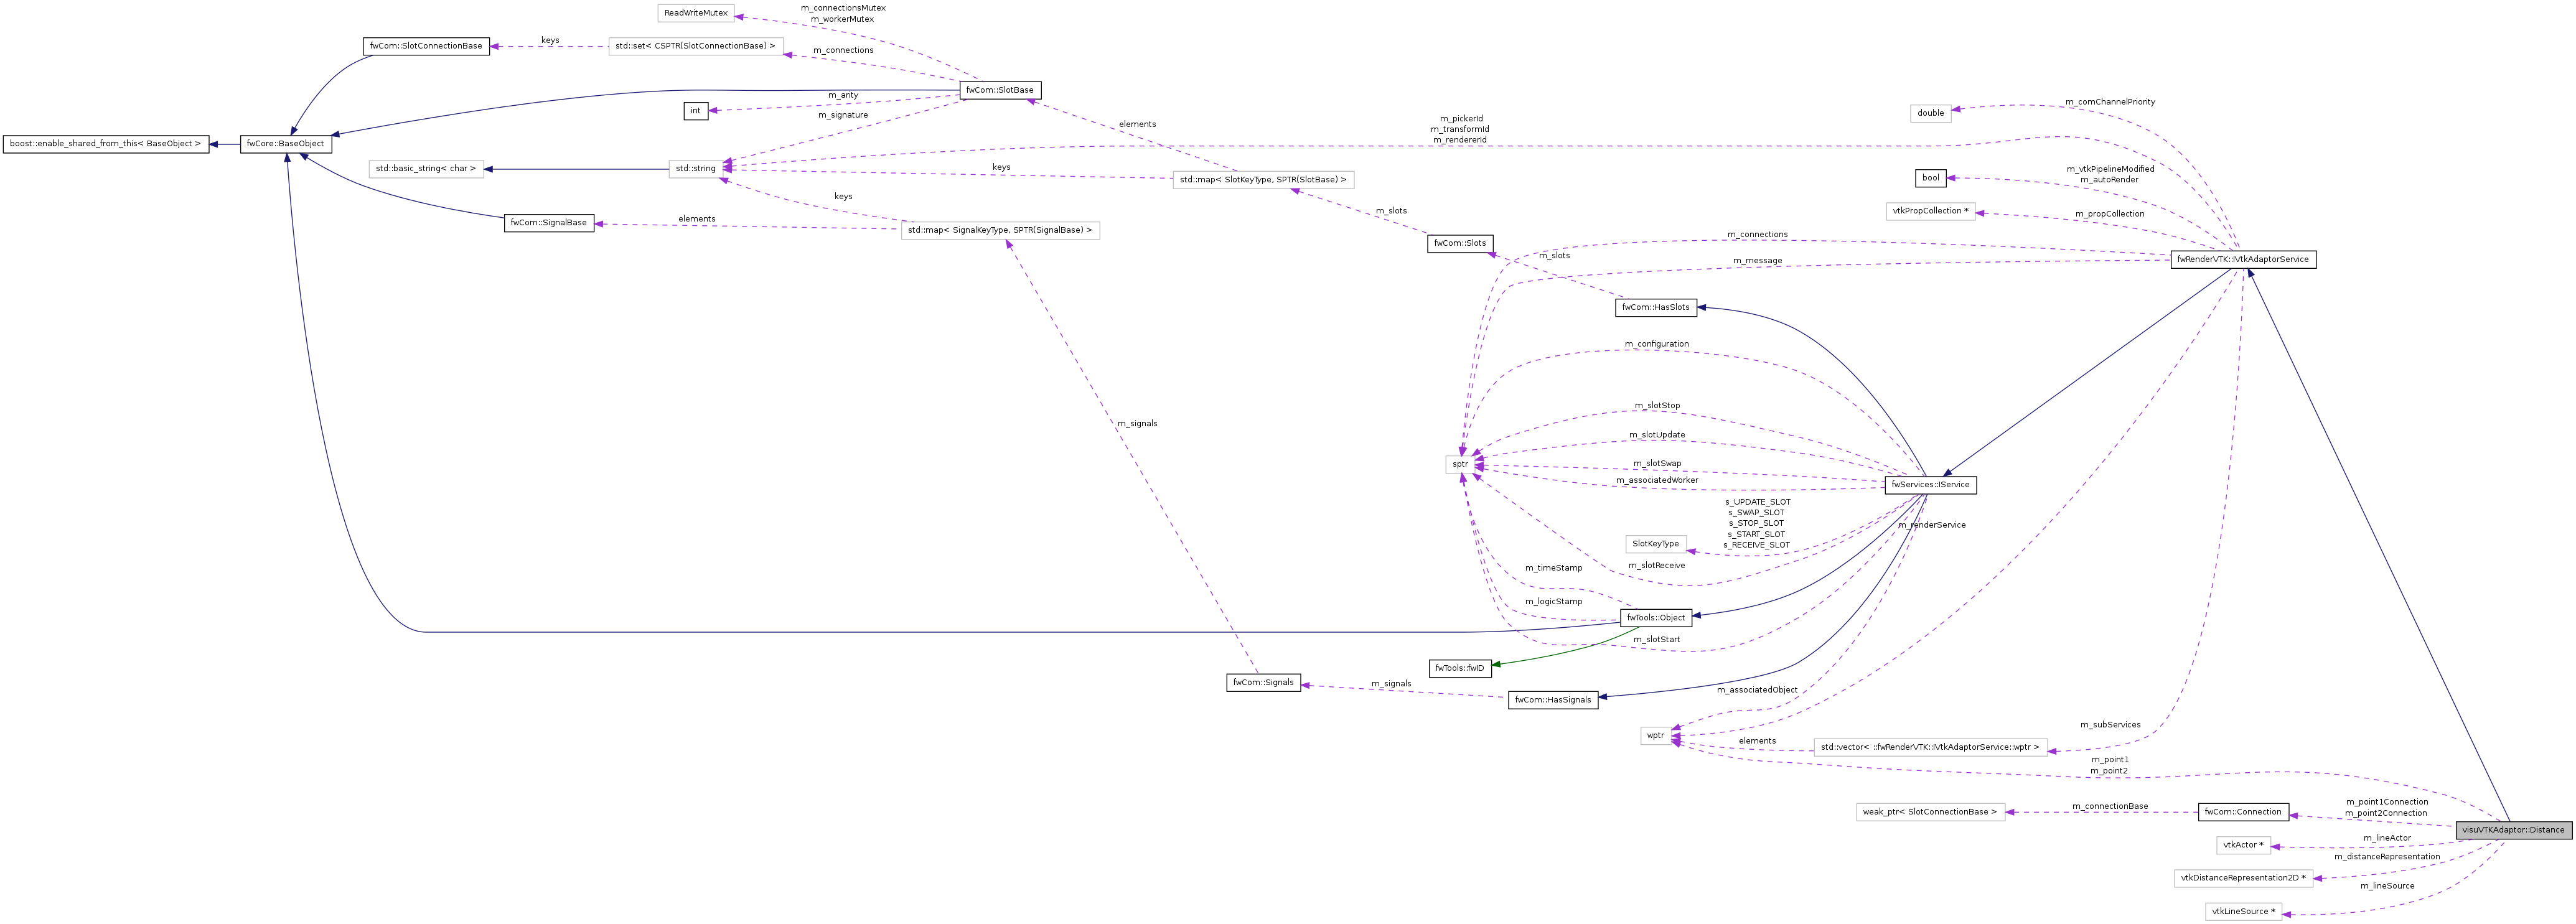 ReadWriteMutex
m_connectionsMutex
m_workerMutex
fwCom::SlotConnectionBase
keys
std::set< CSPTR(SlotConnectionBase) >
m_connections
fwCom::SlotBase
int
m_arity
m_signature
boost::enable_shared_from_this< BaseObject >
fwCore::BaseObject
std::basic_string< char >
std::string
elements
keys
std::map< SlotKeyType, SPTR(SlotBase) >
keys
fwCom::SignalBase
elements
std::map< SignalKeyType, SPTR(SignalBase) >
m_slots
fwCom::Slots
m_slots
fwCom::HasSlots
m_pickerId
m_transformId
m_rendererId
double
m_comChannelPriority
bool
m_vtkPipelineModified
m_autoRender
vtkPropCollection *
m_propCollection
m_connections
m_message
fwRenderVTK::IVtkAdaptorService
m_configuration
m_slotStop
m_slotUpdate
m_slotSwap
m_associatedWorker
sptr
fwServices::IService
s_UPDATE_SLOT
s_SWAP_SLOT
s_STOP_SLOT
s_START_SLOT
s_RECEIVE_SLOT
SlotKeyType
m_renderService
m_slotReceive
m_timeStamp
m_logicStamp
fwTools::Object
m_slotStart
fwTools::fwID
m_signals
fwCom::Signals
m_signals
fwCom::HasSignals
m_associatedObject
wptr
elements
std::vector< ::fwRenderVTK::IVtkAdaptorService::wptr >
m_subServices
m_point1
m_point2
weak_ptr< SlotConnectionBase >
m_connectionBase
fwCom::Connection
m_point1Connection
m_point2Connection
visuVTKAdaptor::Distance
vtkActor *
m_lineActor
vtkDistanceRepresentation2D *
m_distanceRepresentation
vtkLineSource *
m_lineSource